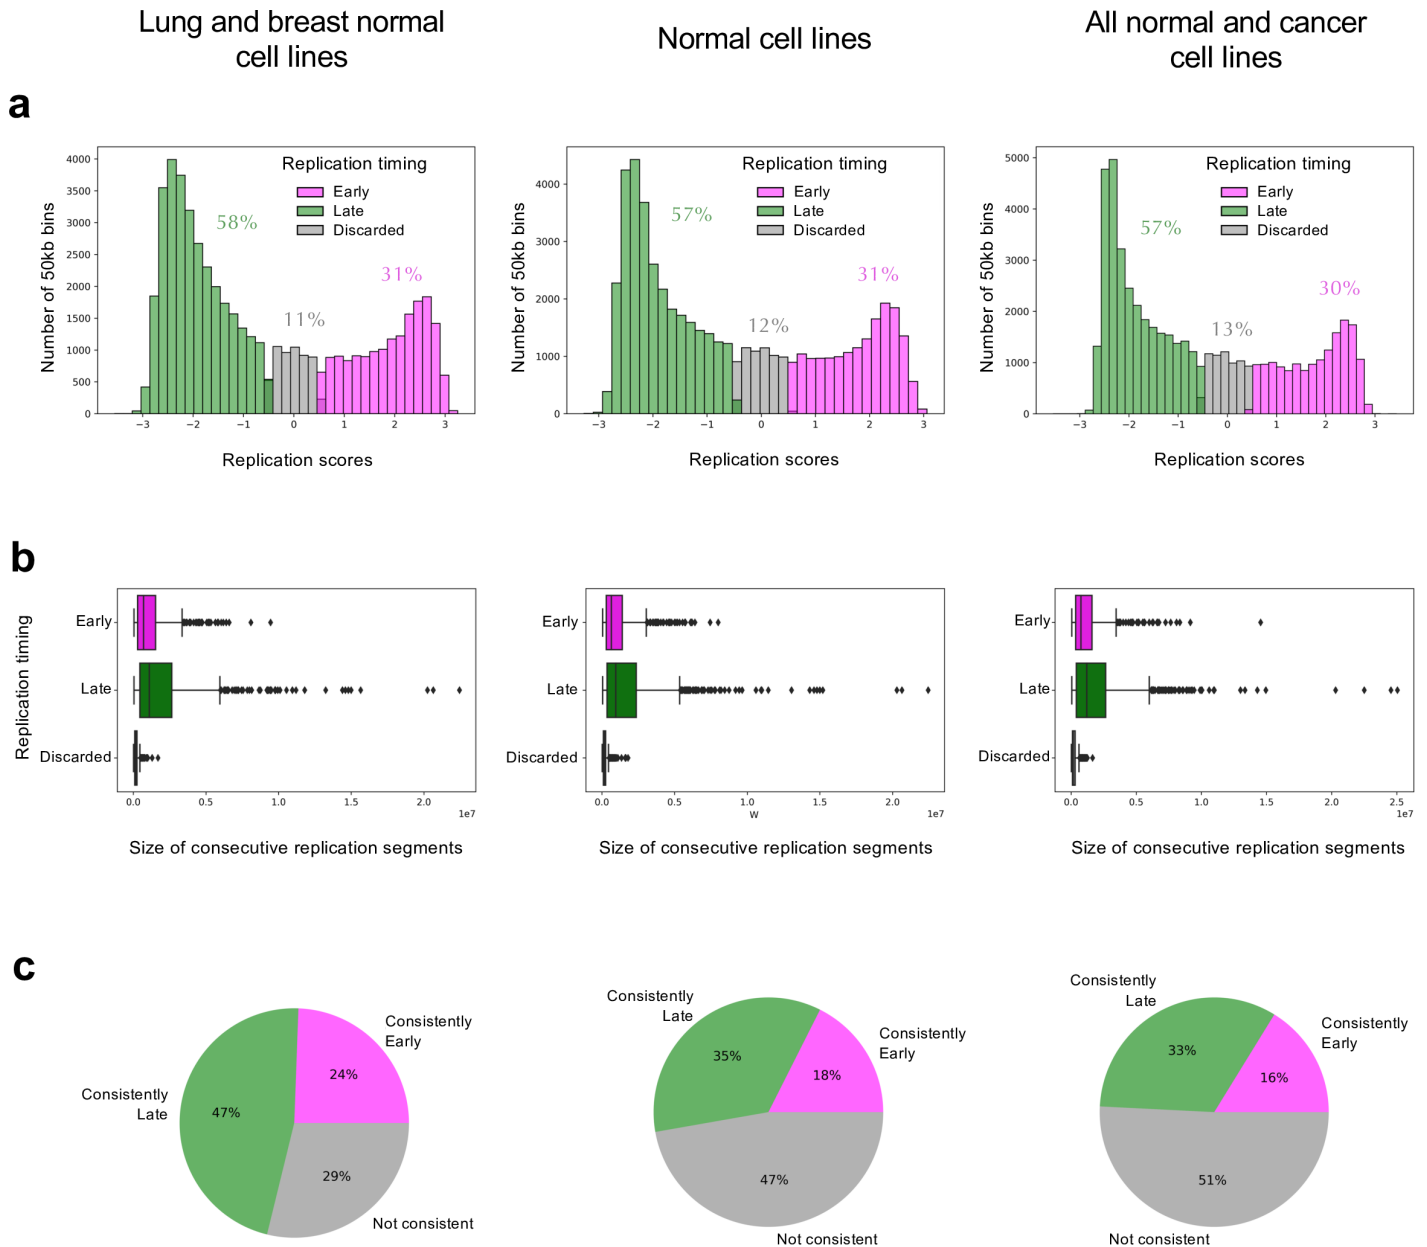 Lung and breast normal
cell lines
Normal cell lines
All normal and cancer
cell lines
a
Number of 50kb bins
4000
3500
3000
2500
2000
1500
1000
500
0
Replication timing
Early
Late
Discarded
58%
31%
11%
−3 −2 −1 0 1 2 3
Replication scores
Number of 50kb bins
4000
3000
2000
1000
0
Replication timing
Early
Late
Discarded
57%
31%
12%
−3 −2 −1 0 1 2 3
Replication scores
Number of 50kb bins
5000
4000
3000
2000
1000
0
Replication timing
Early
Late
Discarded
57%
30%
13%
−3 −2 −1 0 1 2 3
Replication scores
b
Replication timing
Early
Late
Discarded
0.0 0.5 1.0 1.5 2.0
1e7
Size of consecutive replication segments
Early
Late
Discarded
0.0 0.5 1.0 1.5 2.0
W
1e7
Size of consecutive replication segments
Early
Late
Discarded
0.0 0.5 1.0 1.5 2.0 2.5
1e7
Size of consecutive replication segments
c
Consistently
Early
24%
Consistently
Late
47%
29%
Not consistent
Consistently
Late
35%
Consistently
Early
18%
47%
Not consistent
Consistently
Late
33%
Consistently
Early
16%
51%
Not consistent